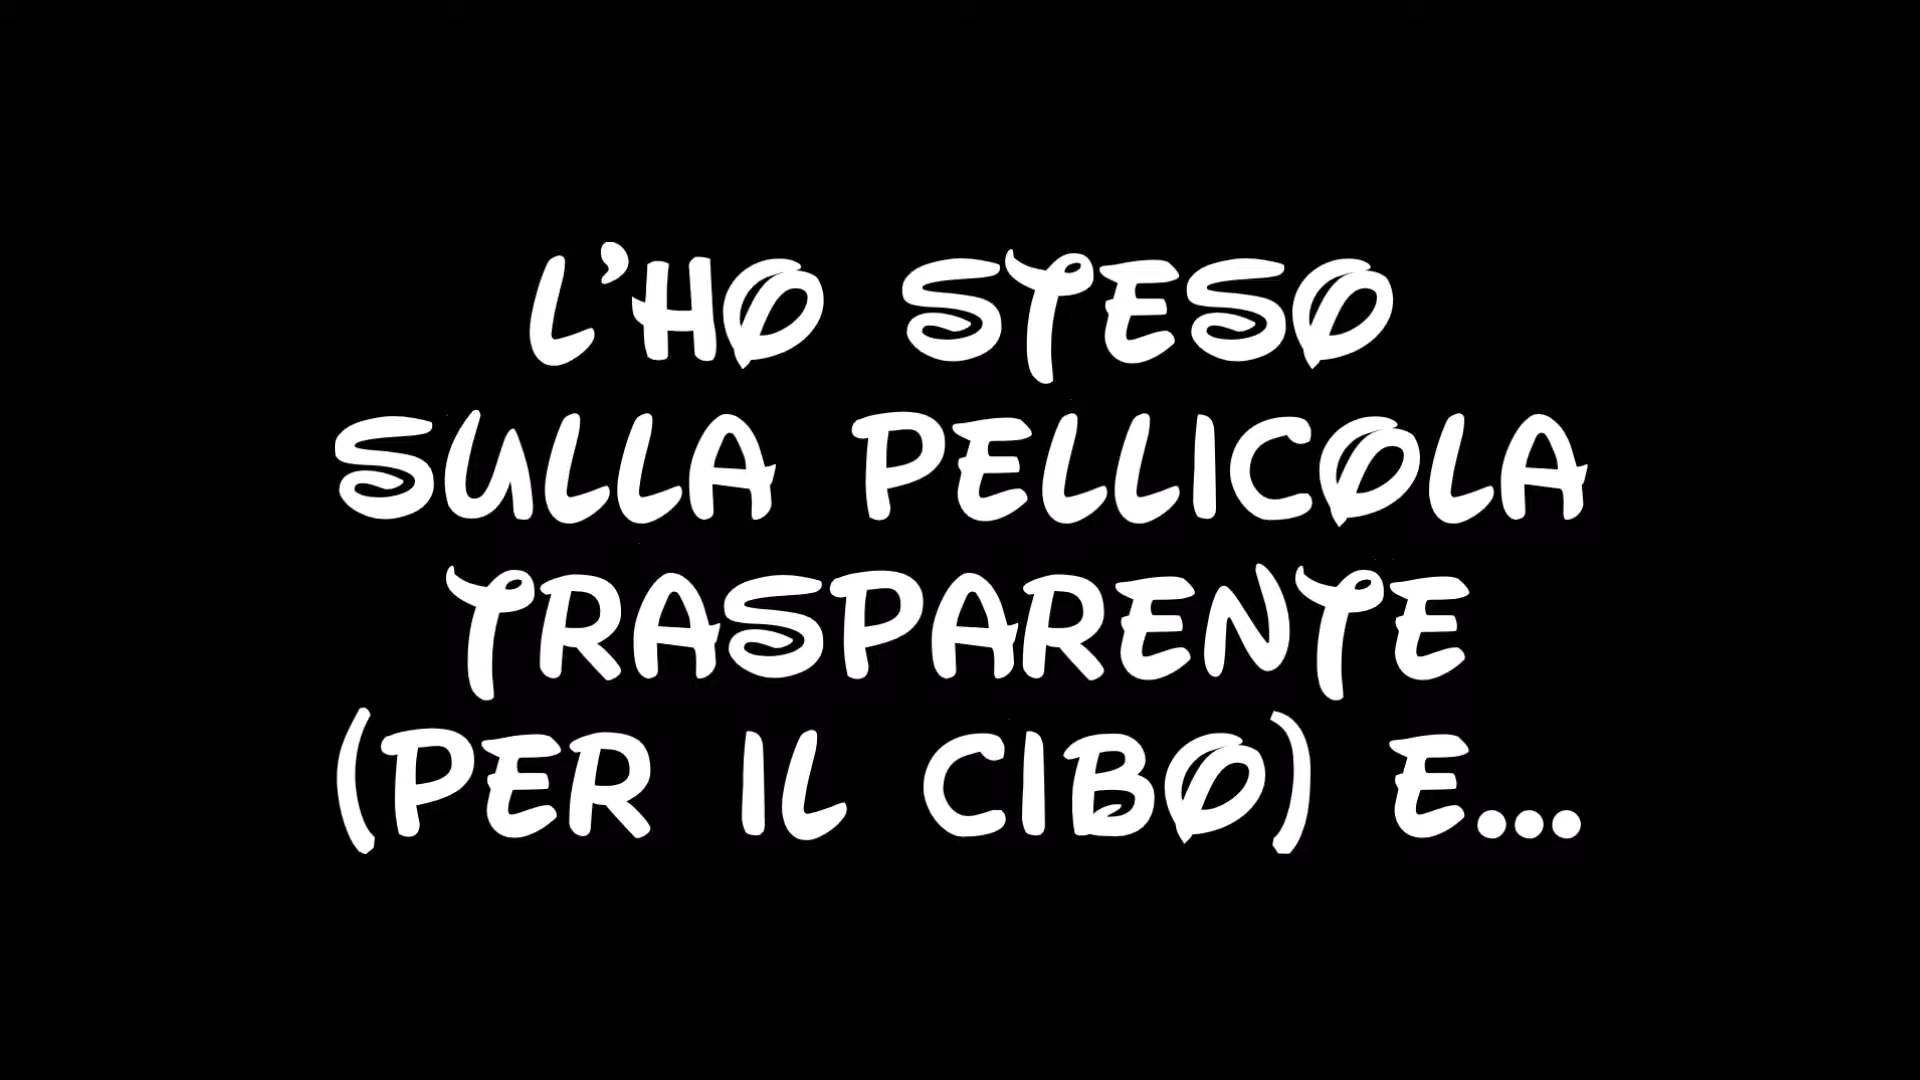 L'HO STESO
SULLA PELLICOLA
TRASPARENTE
(PER IL CIBO) E...